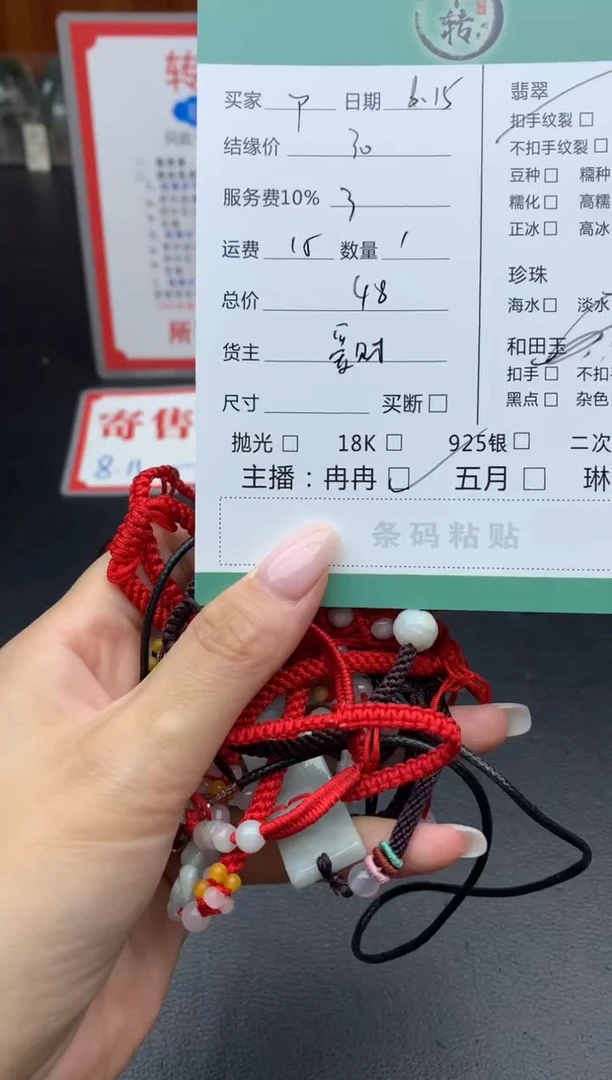 转
买家 日期 6.15
结缘价 30
服务费10% 3
运费 15 数量 1
总价 48
货主
尺寸 买断
抛光 18K 925银 二次
主播：冉冉 五月 琳
条码粘贴
翡翠
扣手纹裂
不扣手纹裂
豆种 糯种
糯化 高糯
正冰 高冰
珍珠
海水 淡水
和田玉
扣手 不扣
黑点 杂色
转
所
寄售
8.11